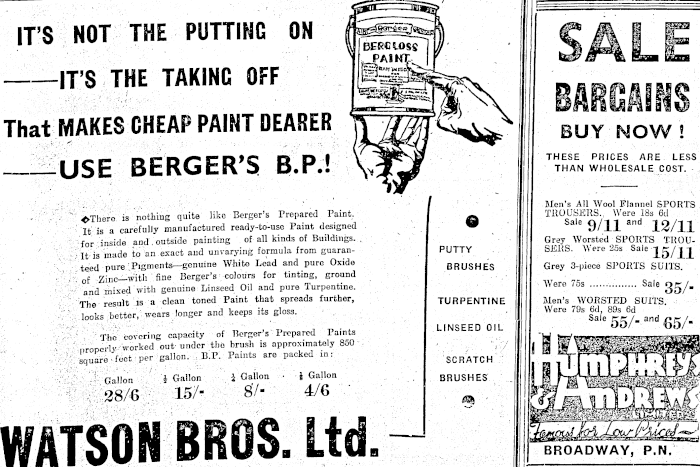 IT'S NOT THE PUTTING ON
—IT'S THE TAKING OFF
That MAKES CHEAP PAINT DEARER
—USE BERGER'S B.P.!
Berger
BERGLOSS
PAINT
◆There is nothing quite like Berger's Prepared Paint.
It is a carefully manufactured ready-to-use Paint designed
for inside and outside painting of all kinds of Buildings.
It is made to an exact and unvarying formula from guaran-
teed pure Pigments—genuine White Lead and pure Oxide
of Zinc—with fine Berger's colours for tinting, ground
and mixed with genuine Linseed Oil and pure Turpentine.
The result is a clean toned Paint that spreads further,
looks better, wears longer and keeps its gloss.
The covering capacity of Berger's Prepared Paints
properly worked out under the brush is approximately 850
square feet per gallon. B.P. Paints are packed in:
Gallon ½ Gallon ¼ Gallon ⅛ Gallon
28/6 15/- 8/- 4/6
WATSON BROS. Ltd.
PUTTY
BRUSHES
TURPENTINE
LINSEED OIL
SCRATCH
BRUSHES
SALE
BARGAINS
BUY NOW!
THESE PRICES ARE LESS
THAN WHOLESALE COST.
Men's All Wool Flannel SPORTS
TROUSERS. Were 18s 6d
Sale 9/11 and 12/11
Grey Worsted SPORTS TROU-
SERS. Were 25s Sale 15/11
Grey 3-piece SPORTS SUITS.
Were 75s ............... Sale 35/-
Men's WORSTED SUITS.
Were 79s 6d, 89s 6d
Sale 55/- and 65/-
HUMPHREYS
& ANDREWS
Famous for Low Prices
BROADWAY, P.N.